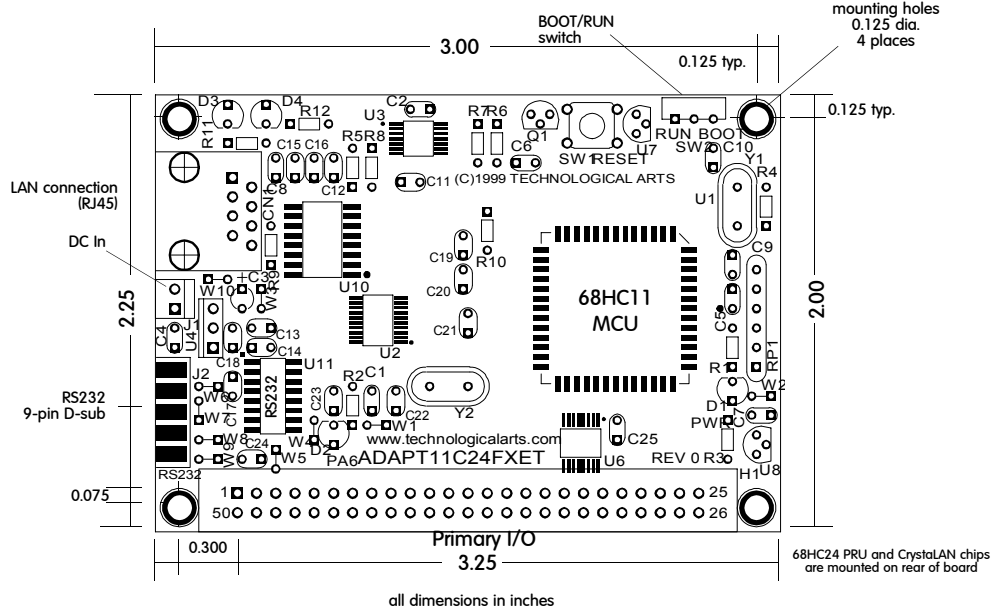 mounting holes
0.125 dia.
4 places
BOOT/RUN
switch
3.00
0.125 typ.
0.125 typ.
D3
D4
R12
R11
C2
U3
R7
R6
Q1
U7
RUN BOOT
SW2
C10
Y1
R5
R8
C15
C16
C6
SW1
RESET
(C)1999 TECHNOLOGICAL ARTS
R4
U1
LAN connection
(RJ45)
C8
C12
C11
CN1
DC In
C19
R10
C9
R9
W10
+C3
W3
U10
C20
68HC11
MCU
2.25
2.00
C4
J1
U4
C13
C14
U2
C21
C5
RP1
C18
U11
RS232
9-pin D-sub
J2
W6
RS232
C17
R2
C1
C23
Y2
R1
W2
D1
C7
W7
W8
W9
C24
W4
W5
D2
PA6
W1
C22
www.technologicalarts.com
ADAPT11C24FXET
U6
C25
PWR
REV 0
R3
H1
U8
RS232
0.075
1
25
50
26
Primary I/O
0.300
3.25
68HC24 PRU and CrystaLAN chips
are mounted on rear of board
all dimensions in inches